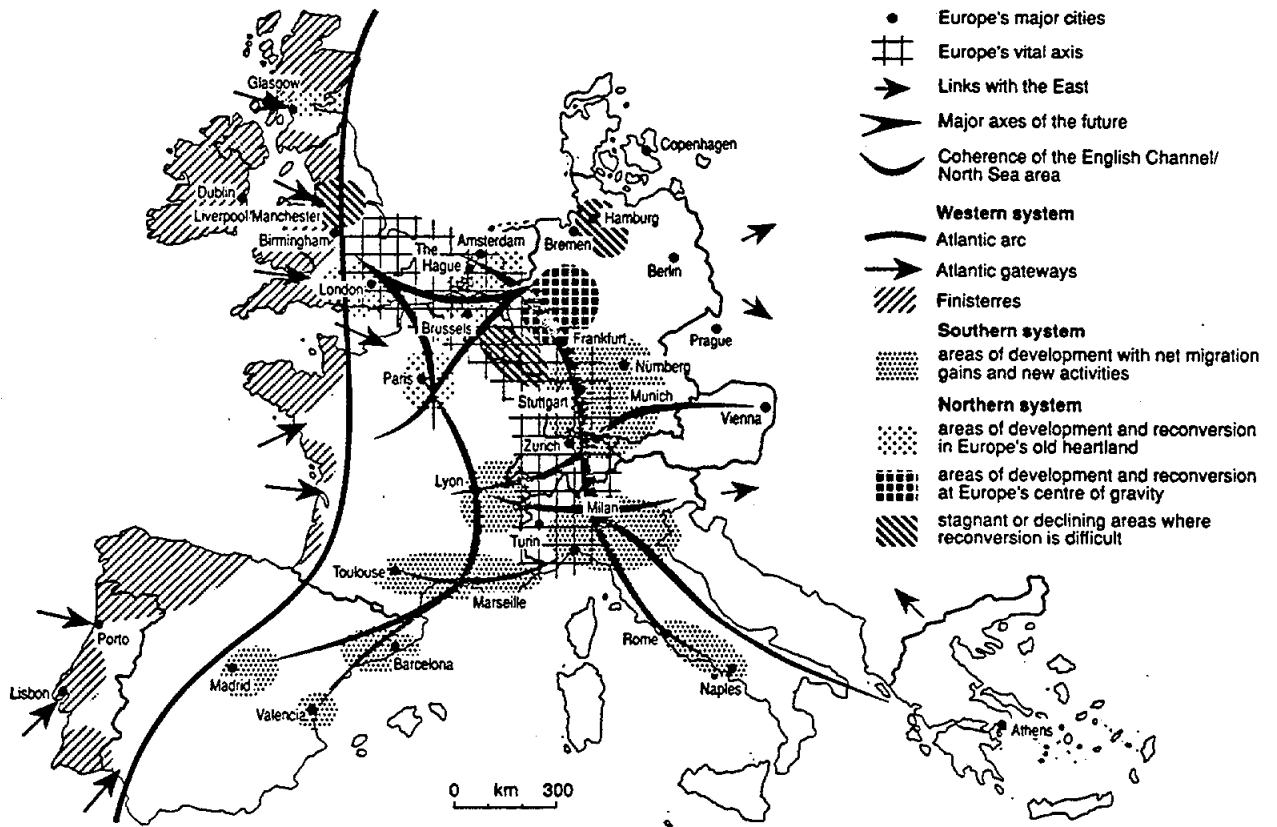 Glasgow
Dublin
Liverpool
Manchester
Birmingham
London
The
Hague
Amsterdam
Brussels
Paris
Copenhagen
Hamburg
Bremen
Berlin
Prague
Frankfurt
Nürnberg
Stuttgart
Munich
Vienna
Zurich
Lyon
Milan
Turin
Toulouse
Marseille
Porto
Lisbon
Madrid
Barcelona
Valencia
Rome
Naples
Athens
0 km 300
Europe's major cities
Europe's vital axis
Links with the East
Major axes of the future
Coherence of the English Channel/
North Sea area
Western system
Atlantic arc
Atlantic gateways
Finisterres
Southern system
areas of development with net migration
gains and new activities
Northern system
areas of development and reconversion
in Europe's old heartland
areas of development and reconversion
at Europe's centre of gravity
stagnant or declining areas where
reconversion is difficult